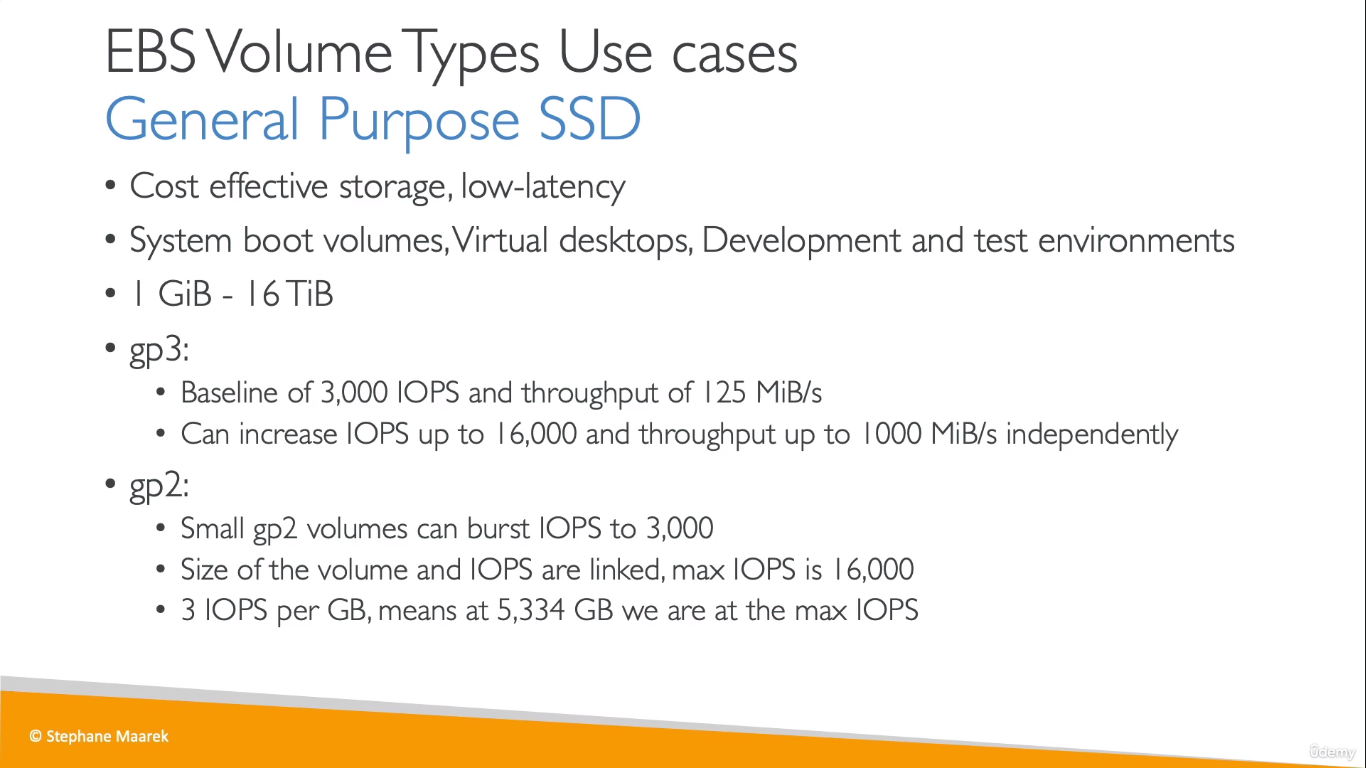 EBS Volume Types Use cases
General Purpose SSD
• Cost effective storage, low-latency
• System boot volumes, Virtual desktops, Development and test environments
• 1 GiB - 16 TiB
• gp3:
• Baseline of 3,000 IOPS and throughput of 125 MiB/s
• Can increase IOPS up to 16,000 and throughput up to 1000 MiB/s independently
• gp2:
• Small gp2 volumes can burst IOPS to 3,000
• Size of the volume and IOPS are linked, max IOPS is 16,000
• 3 IOPS per GB, means at 5,334 GB we are at the max IOPS
© Stephane Maarek
ûdemy